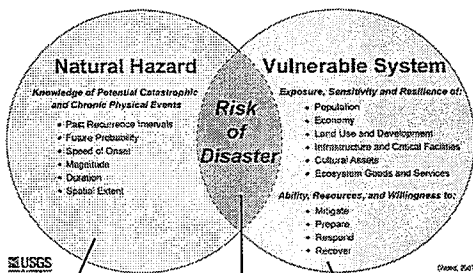 Natural Hazard
Knowledge of Potential Catastrophic
and Chronic Physical Events
• Past Recurrence Intervals
• Future Probability
• Speed of Onset
• Magnitude
• Duration
• Spatial Extent
Risk
of
Disaster
Vulnerable System
Exposure, Sensitivity and Resilience of:
• Population
• Economy
• Land Use and Development
• Infrastructure and Critical Facilities
• Cultural Assets
• Ecosystem Goods and Services
Ability, Resources, and Willingness to:
• Mitigate
• Prepare
• Respond
• Recover
USGS